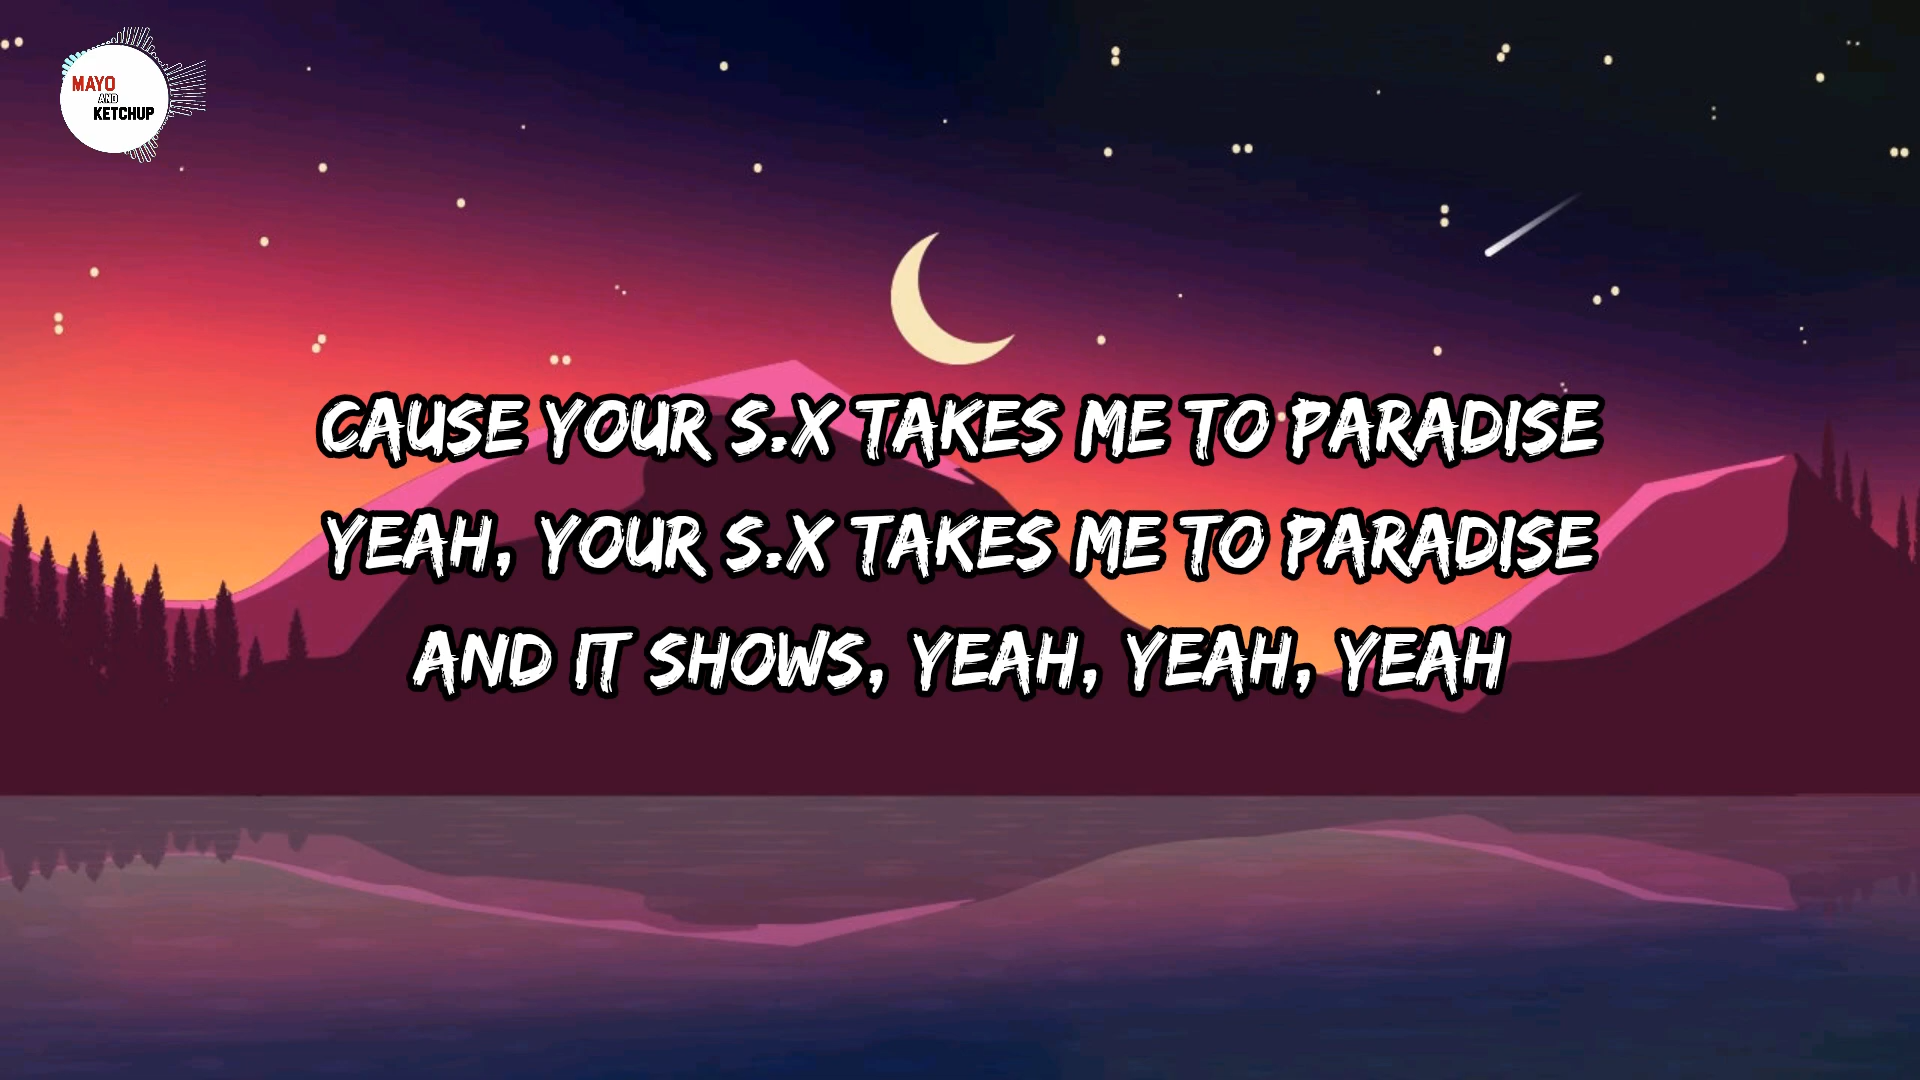 MAYO
AND
KETCHUP
CAUSE YOUR S.X TAKES ME TO PARADISE
YEAH, YOUR S.X TAKES ME TO PARADISE
AND IT SHOWS, YEAH, YEAH, YEAH